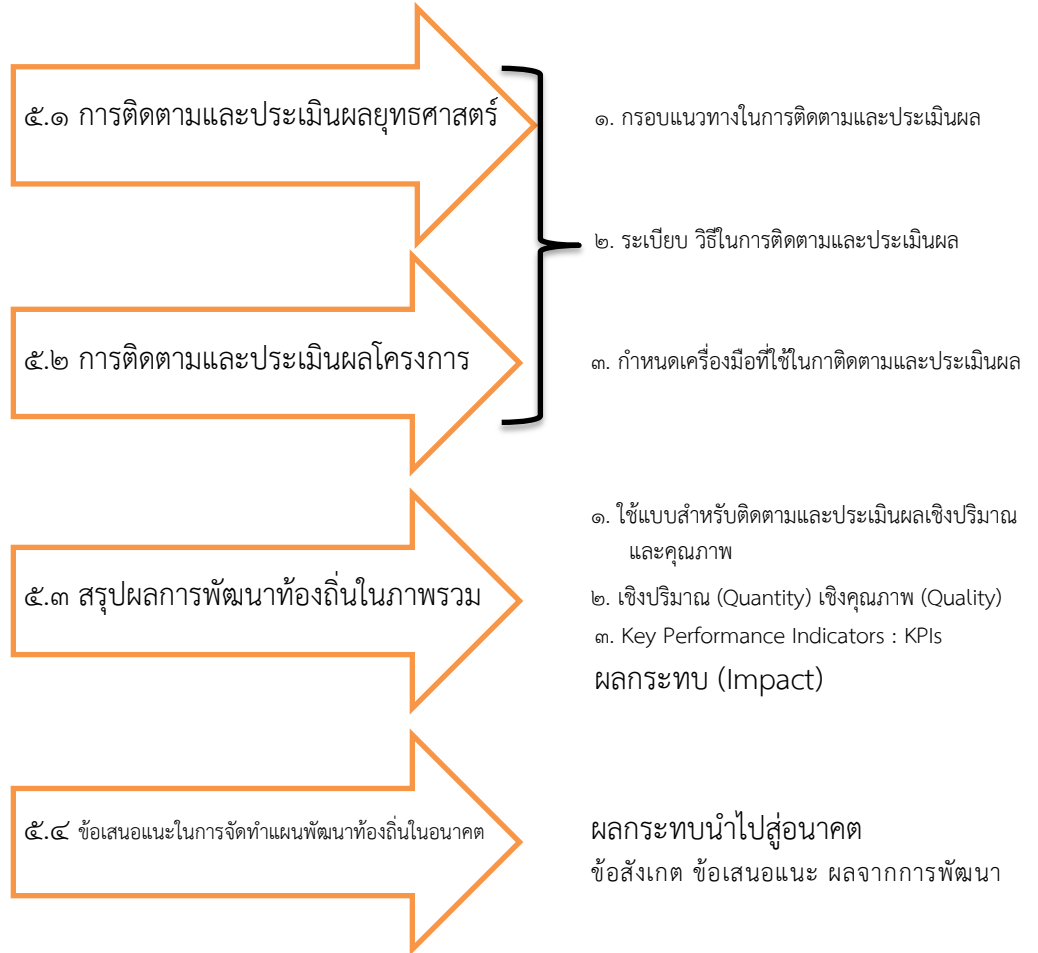 ๕.๑ การติดตามและประเมินผลยุทธศาสตร์
๑. กรอบแนวทางในการติดตามและประเมินผล
๒. ระเบียบ วิธีในการติดตามและประเมินผล
๕.๒ การติดตามและประเมินผลโครงการ
๓. กำหนดเครื่องมือที่ใช้ในกาติดตามและประเมินผล
๕.๓ สรุปผลการพัฒนาท้องถิ่นในภาพรวม
๑. ใช้แบบสำหรับติดตามและประเมินผลเชิงปริมาณ
และคุณภาพ
๒. เชิงปริมาณ (Quantity) เชิงคุณภาพ (Quality)
๓. Key Performance Indicators : KPIs
ผลกระทบ (Impact)
๕.๔ ข้อเสนอแนะในการจัดทำแผนพัฒนาท้องถิ่นในอนาคต
ผลกระทบนำไปสู่อนาคต
ข้อสังเกต ข้อเสนอแนะ ผลจากการพัฒนา